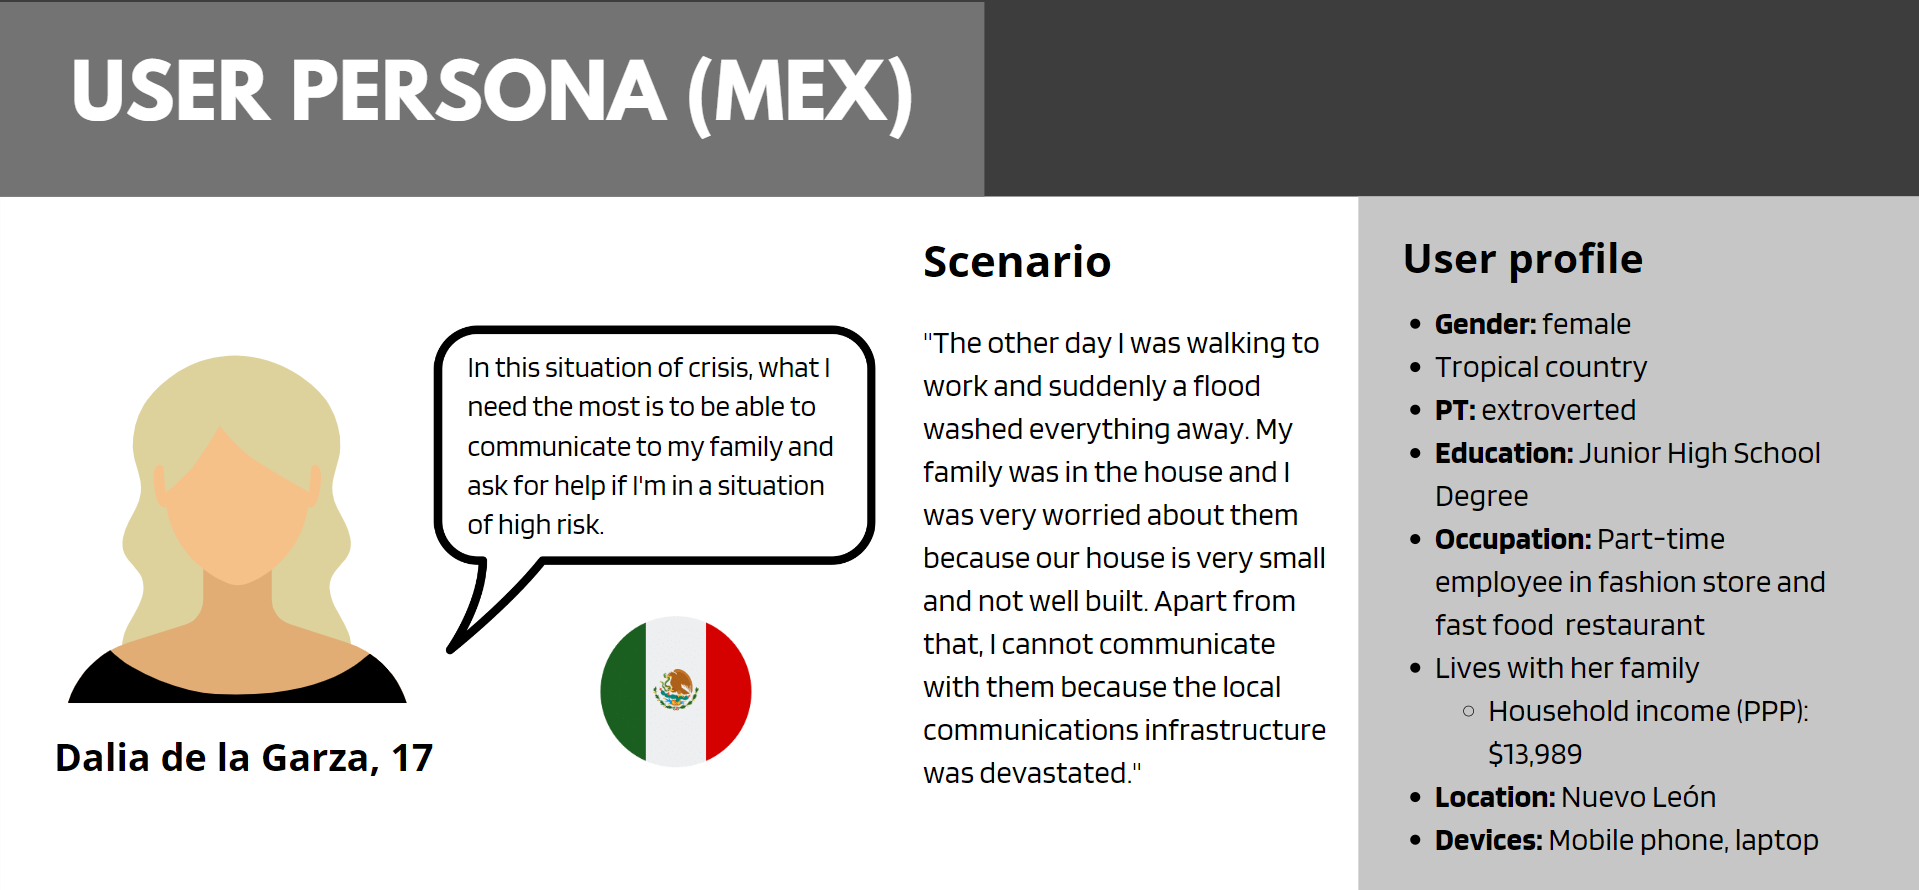 USER PERSONA (MEX)
In this situation of crisis, what I
need the most is to be able to
communicate to my family and
ask for help if I'm in a situation
of high risk.
Dalia de la Garza, 17
Scenario
"The other day I was walking to
work and suddenly a flood
washed everything away. My
family was in the house and I
was very worried about them
because our house is very small
and not well built. Apart from
that, I cannot communicate
with them because the local
communications infrastructure
was devastated."
User profile
• Gender: female
• Tropical country
• PT: extroverted
• Education: Junior High School
Degree
• Occupation: Part-time
employee in fashion store and
fast food restaurant
• Lives with her family
○ Household income (PPP):
$13,989
• Location: Nuevo León
• Devices: Mobile phone, laptop